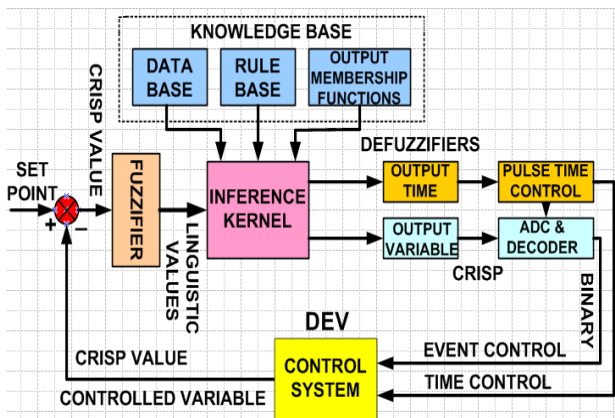 KNOWLEDGE BASE
DATA
BASE
RULE
BASE
OUTPUT
MEMBERSHIP
FUNCTIONS
CRISP VALUE
SET
POINT
+
−
FUZZIFIER
LINGUISTIC
VALUES
INFERENCE
KERNEL
DEFUZZIFIERS
OUTPUT
TIME
PULSE TIME
CONTROL
OUTPUT
VARIABLE
ADC &
DECODER
CRISP
BINARY
DEV
CONTROL
SYSTEM
EVENT CONTROL
TIME CONTROL
CRISP VALUE
CONTROLLED VARIABLE